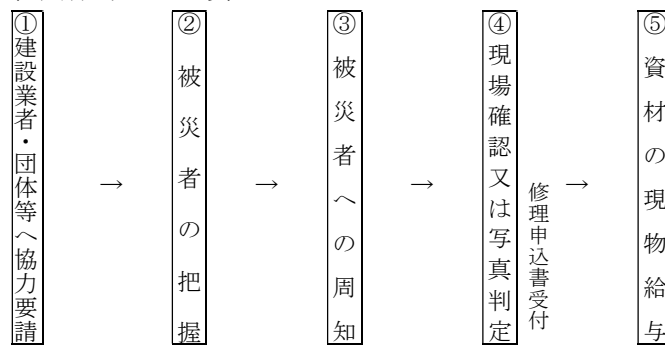 ①建設業者・団体等へ協力要請
→
②被災者の把握
→
③被災者への周知
→
④現場確認又は写真判定
修理申込書受付
→
⑤資材の現物給与